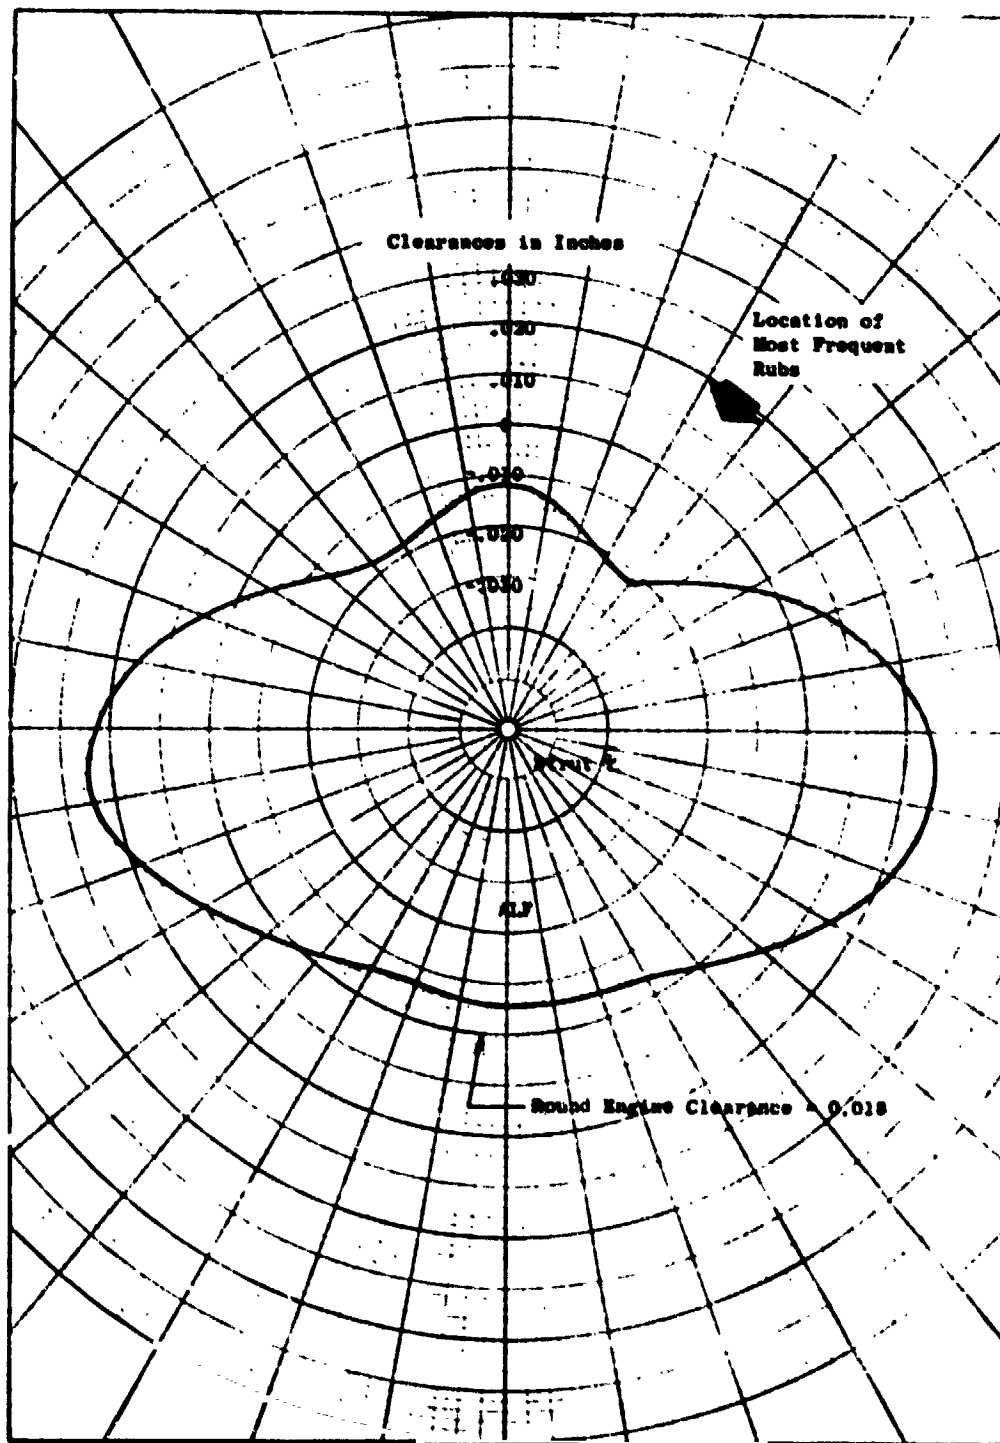 Clearances in Inches
.030
.020
.010
0
-.010
-.020
-.030
Location of
Most Frequent
Rubs
Strut ℄
ALF
Round Engine Clearance = 0.018